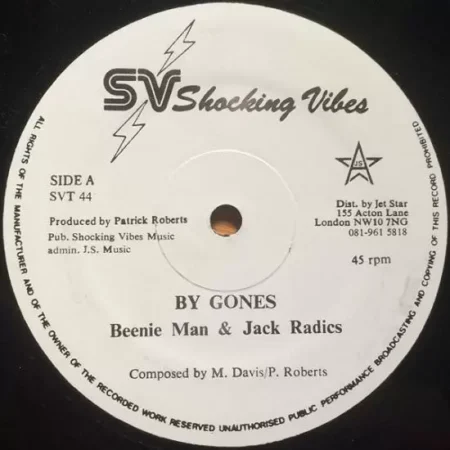 SV Shocking Vibes
SIDE A
SVT 44
Produced by Patrick Roberts
Pub. Shocking Vibes Music
admin. J.S. Music
JS
Dist. by Jet Star
155 Acton Lane
London NW10 7NG
081-961 5818
45 rpm
BY GONES
Beenie Man & Jack Radics
Composed by M. Davis/P. Roberts
ALL RIGHTS OF THE MANUFACTURER AND OF THE OWNER OF THE RECORDED WORK RESERVED UNAUTHORISED PUBLIC PERFORMANCE BROADCASTING AND COPYING OF THIS RECORD PROHIBITED